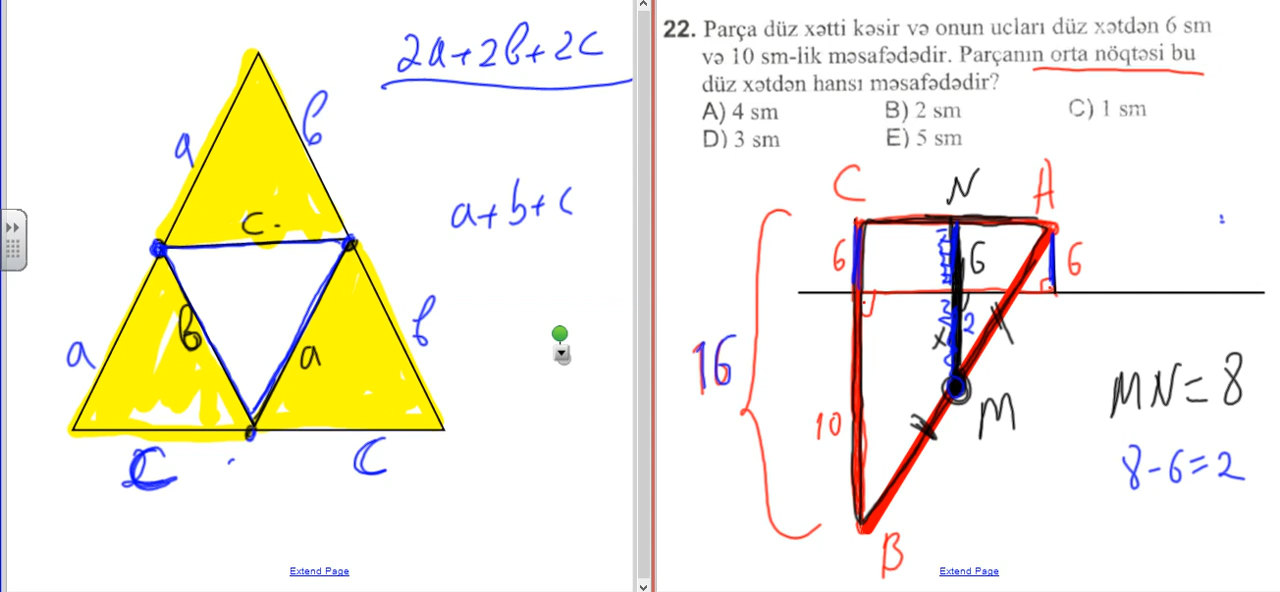 2a+2b+2c
a
b
c
a+b+c
a
b
a
b
c
c
Extend Page
22. Parça düz xətti kəsir və onun ucları düz xətdən 6 sm
və 10 sm-lik məsafədədir. Parçanın orta nöqtəsi bu
düz xətdən hansı məsafədədir?
A) 4 sm B) 2 sm C) 1 sm
D) 3 sm E) 5 sm
C N A
6 6 6
x 2
16
10
M
MN=8
8-6=2
B
Extend Page